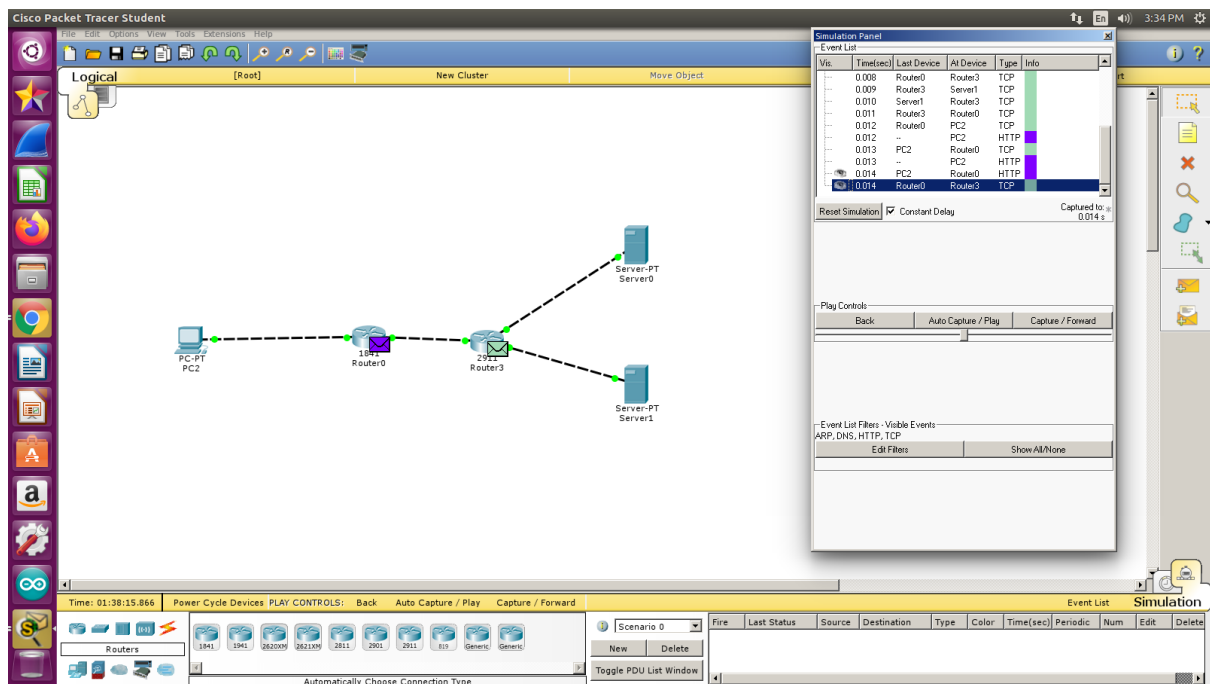 Cisco Packet Tracer Student
En
3:34 PM
File Edit Options View Tools Extensions Help
Logical
[Root]
New Cluster
Move Object
rt
Simulation Panel
Event List
Vis. Time(sec) Last Device At Device Type Info
0.008 Router0 Router3 TCP
0.009 Router3 Server1 TCP
0.010 Server1 Router3 TCP
0.011 Router3 Router0 TCP
0.012 Router0 PC2 TCP
0.012 -- PC2 HTTP
0.013 PC2 Router0 TCP
0.013 -- PC2 HTTP
0.014 PC2 Router0 HTTP
0.014 Router0 Router3 TCP
Reset Simulation Constant Delay
Captured to: *
0.014 s
Play Controls
Back Auto Capture / Play Capture / Forward
Event List Filters - Visible Events
ARP, DNS, HTTP, TCP
Edit Filters Show All/None
Server-PT
Server0
PC-PT
PC2
1841
Router0
2911
Router3
Server-PT
Server1
Time: 01:38:15.866 Power Cycle Devices PLAY CONTROLS: Back Auto Capture / Play Capture / Forward
Event List
Simulation
Routers
1841 1941 2620XM 2621XM 2811 2901 2911 819 Generic Generic
Automatically Choose Connection Type
Scenario 0
New Delete
Toggle PDU List Window
Fire Last Status Source Destination Type Color Time(sec) Periodic Num Edit Delete